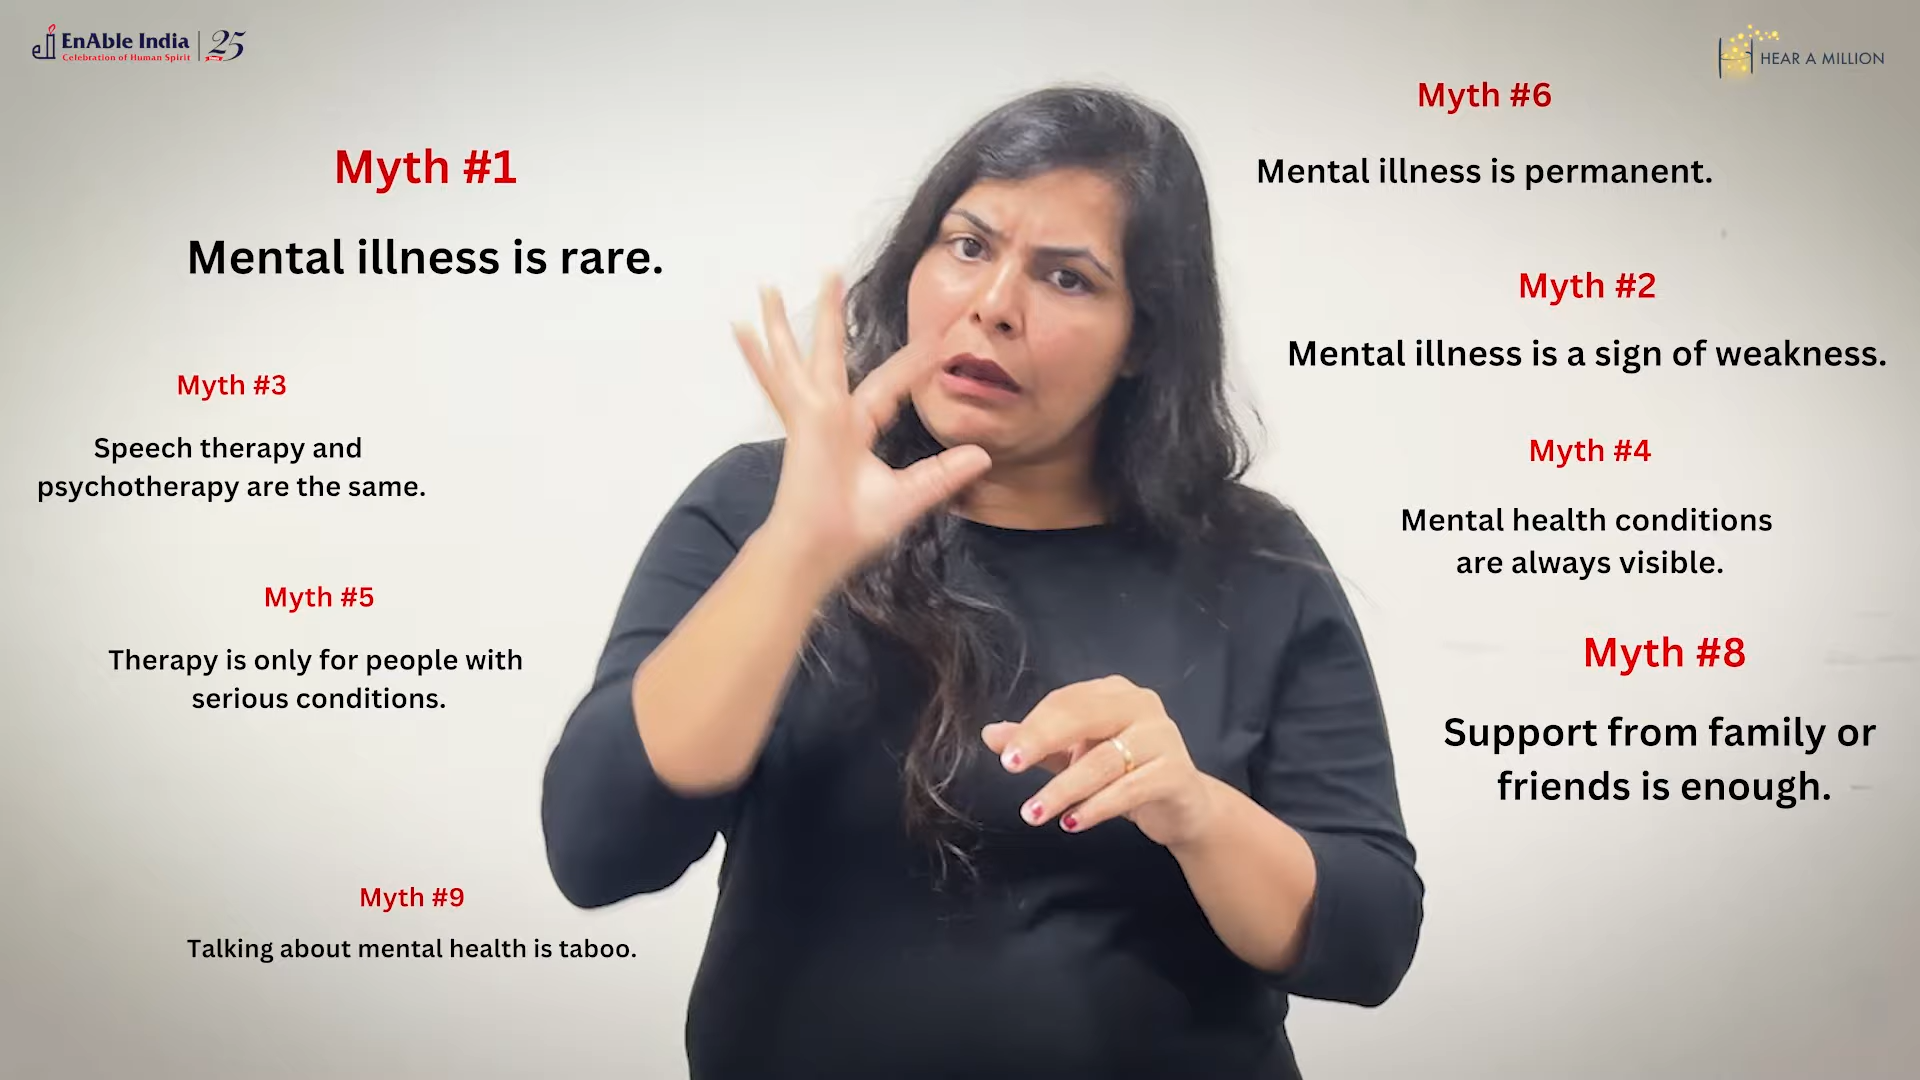 EnAble India
Celebration of Human Spirit
25
HEAR A MILLION
Myth #1
Mental illness is rare.
Myth #3
Speech therapy and
psychotherapy are the same.
Myth #5
Therapy is only for people with
serious conditions.
Myth #9
Talking about mental health is taboo.
Myth #6
Mental illness is permanent.
Myth #2
Mental illness is a sign of weakness.
Myth #4
Mental health conditions
are always visible.
Myth #8
Support from family or
friends is enough.